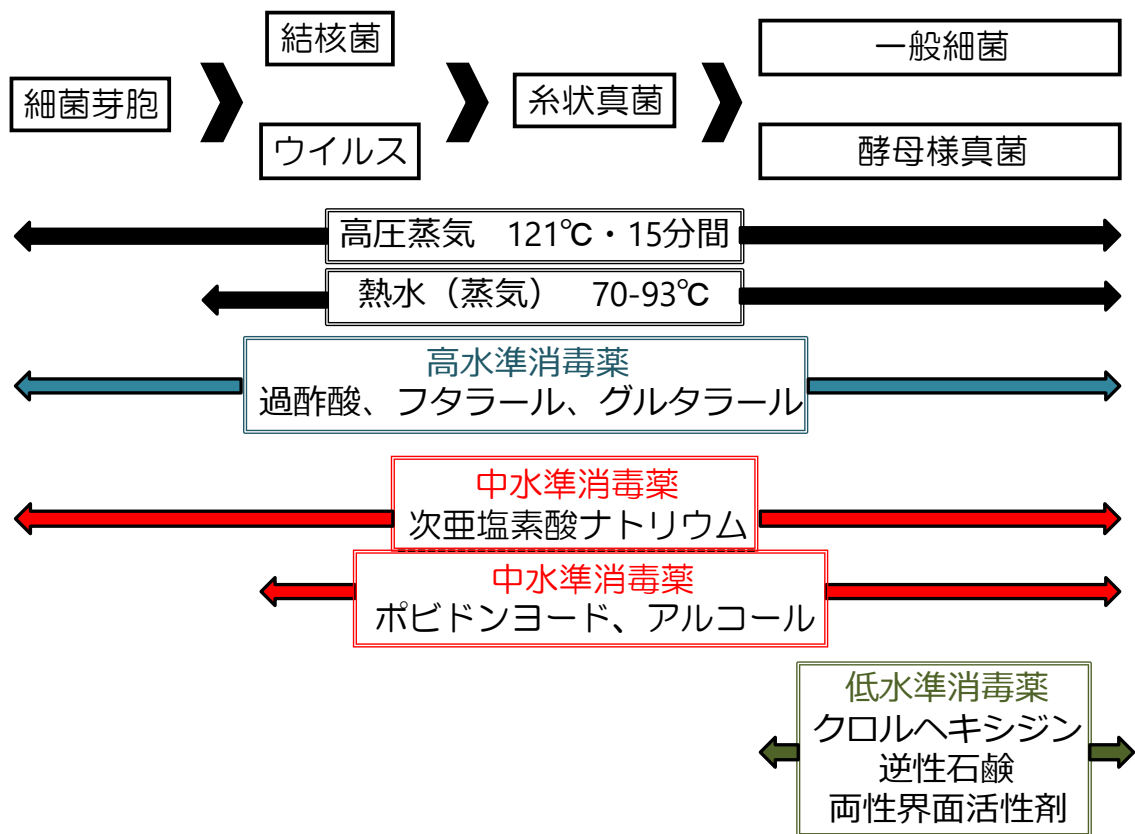 結核菌
一般細菌
細菌芽胞
糸状真菌
ウイルス
酵母様真菌
高圧蒸気　121℃・15分間
熱水（蒸気）　70-93℃
高水準消毒薬
過酢酸、フタラール、グルタラール
中水準消毒薬
次亜塩素酸ナトリウム
中水準消毒薬
ポビドンヨード、アルコール
低水準消毒薬
クロルヘキシジン
逆性石鹸
両性界面活性剤